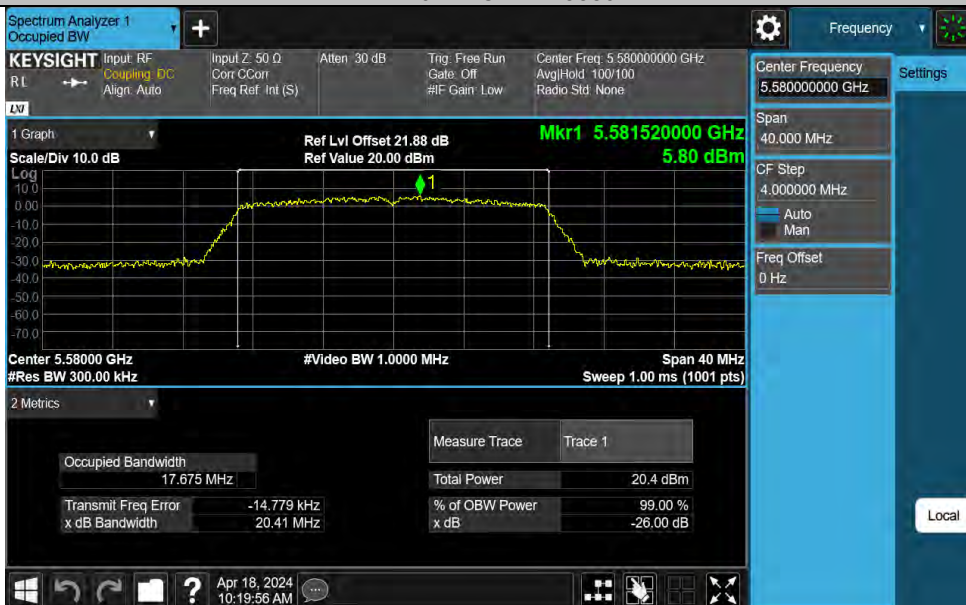 Spectrum Analyzer 1
Occupied BW
+
Frequency
KEYSIGHT
RL
LXI
Input: RF
Coupling: DC
Align: Auto
Input Z: 50 Ω
Corr CCorr
Freq Ref: Int (S)
Atten: 30 dB
Trig: Free Run
Gate: Off
#IF Gain: Low
Center Freq: 5.580000000 GHz
Avg|Hold: 100/100
Radio Std: None
1 Graph
Scale/Div 10.0 dB
Ref Lvl Offset 21.88 dB
Ref Value 20.00 dBm
Mkr1 5.581520000 GHz
5.80 dBm
Log
10.0
0.00
-10.0
-20.0
-30.0
-40.0
-50.0
-60.0
-70.0
1
Center 5.58000 GHz
#Res BW 300.00 kHz
#Video BW 1.0000 MHz
Span 40 MHz
Sweep 1.00 ms (1001 pts)
2 Metrics
Occupied Bandwidth
17.675 MHz
Transmit Freq Error -14.779 kHz
x dB Bandwidth 20.41 MHz
Measure Trace Trace 1
Total Power 20.4 dBm
% of OBW Power 99.00 %
x dB -26.00 dB
Center Frequency
5.580000000 GHz
Span
40.000 MHz
CF Step
4.000000 MHz
Auto
Man
Freq Offset
0 Hz
Settings
Local
?
Apr 18, 2024
10:19:56 AM